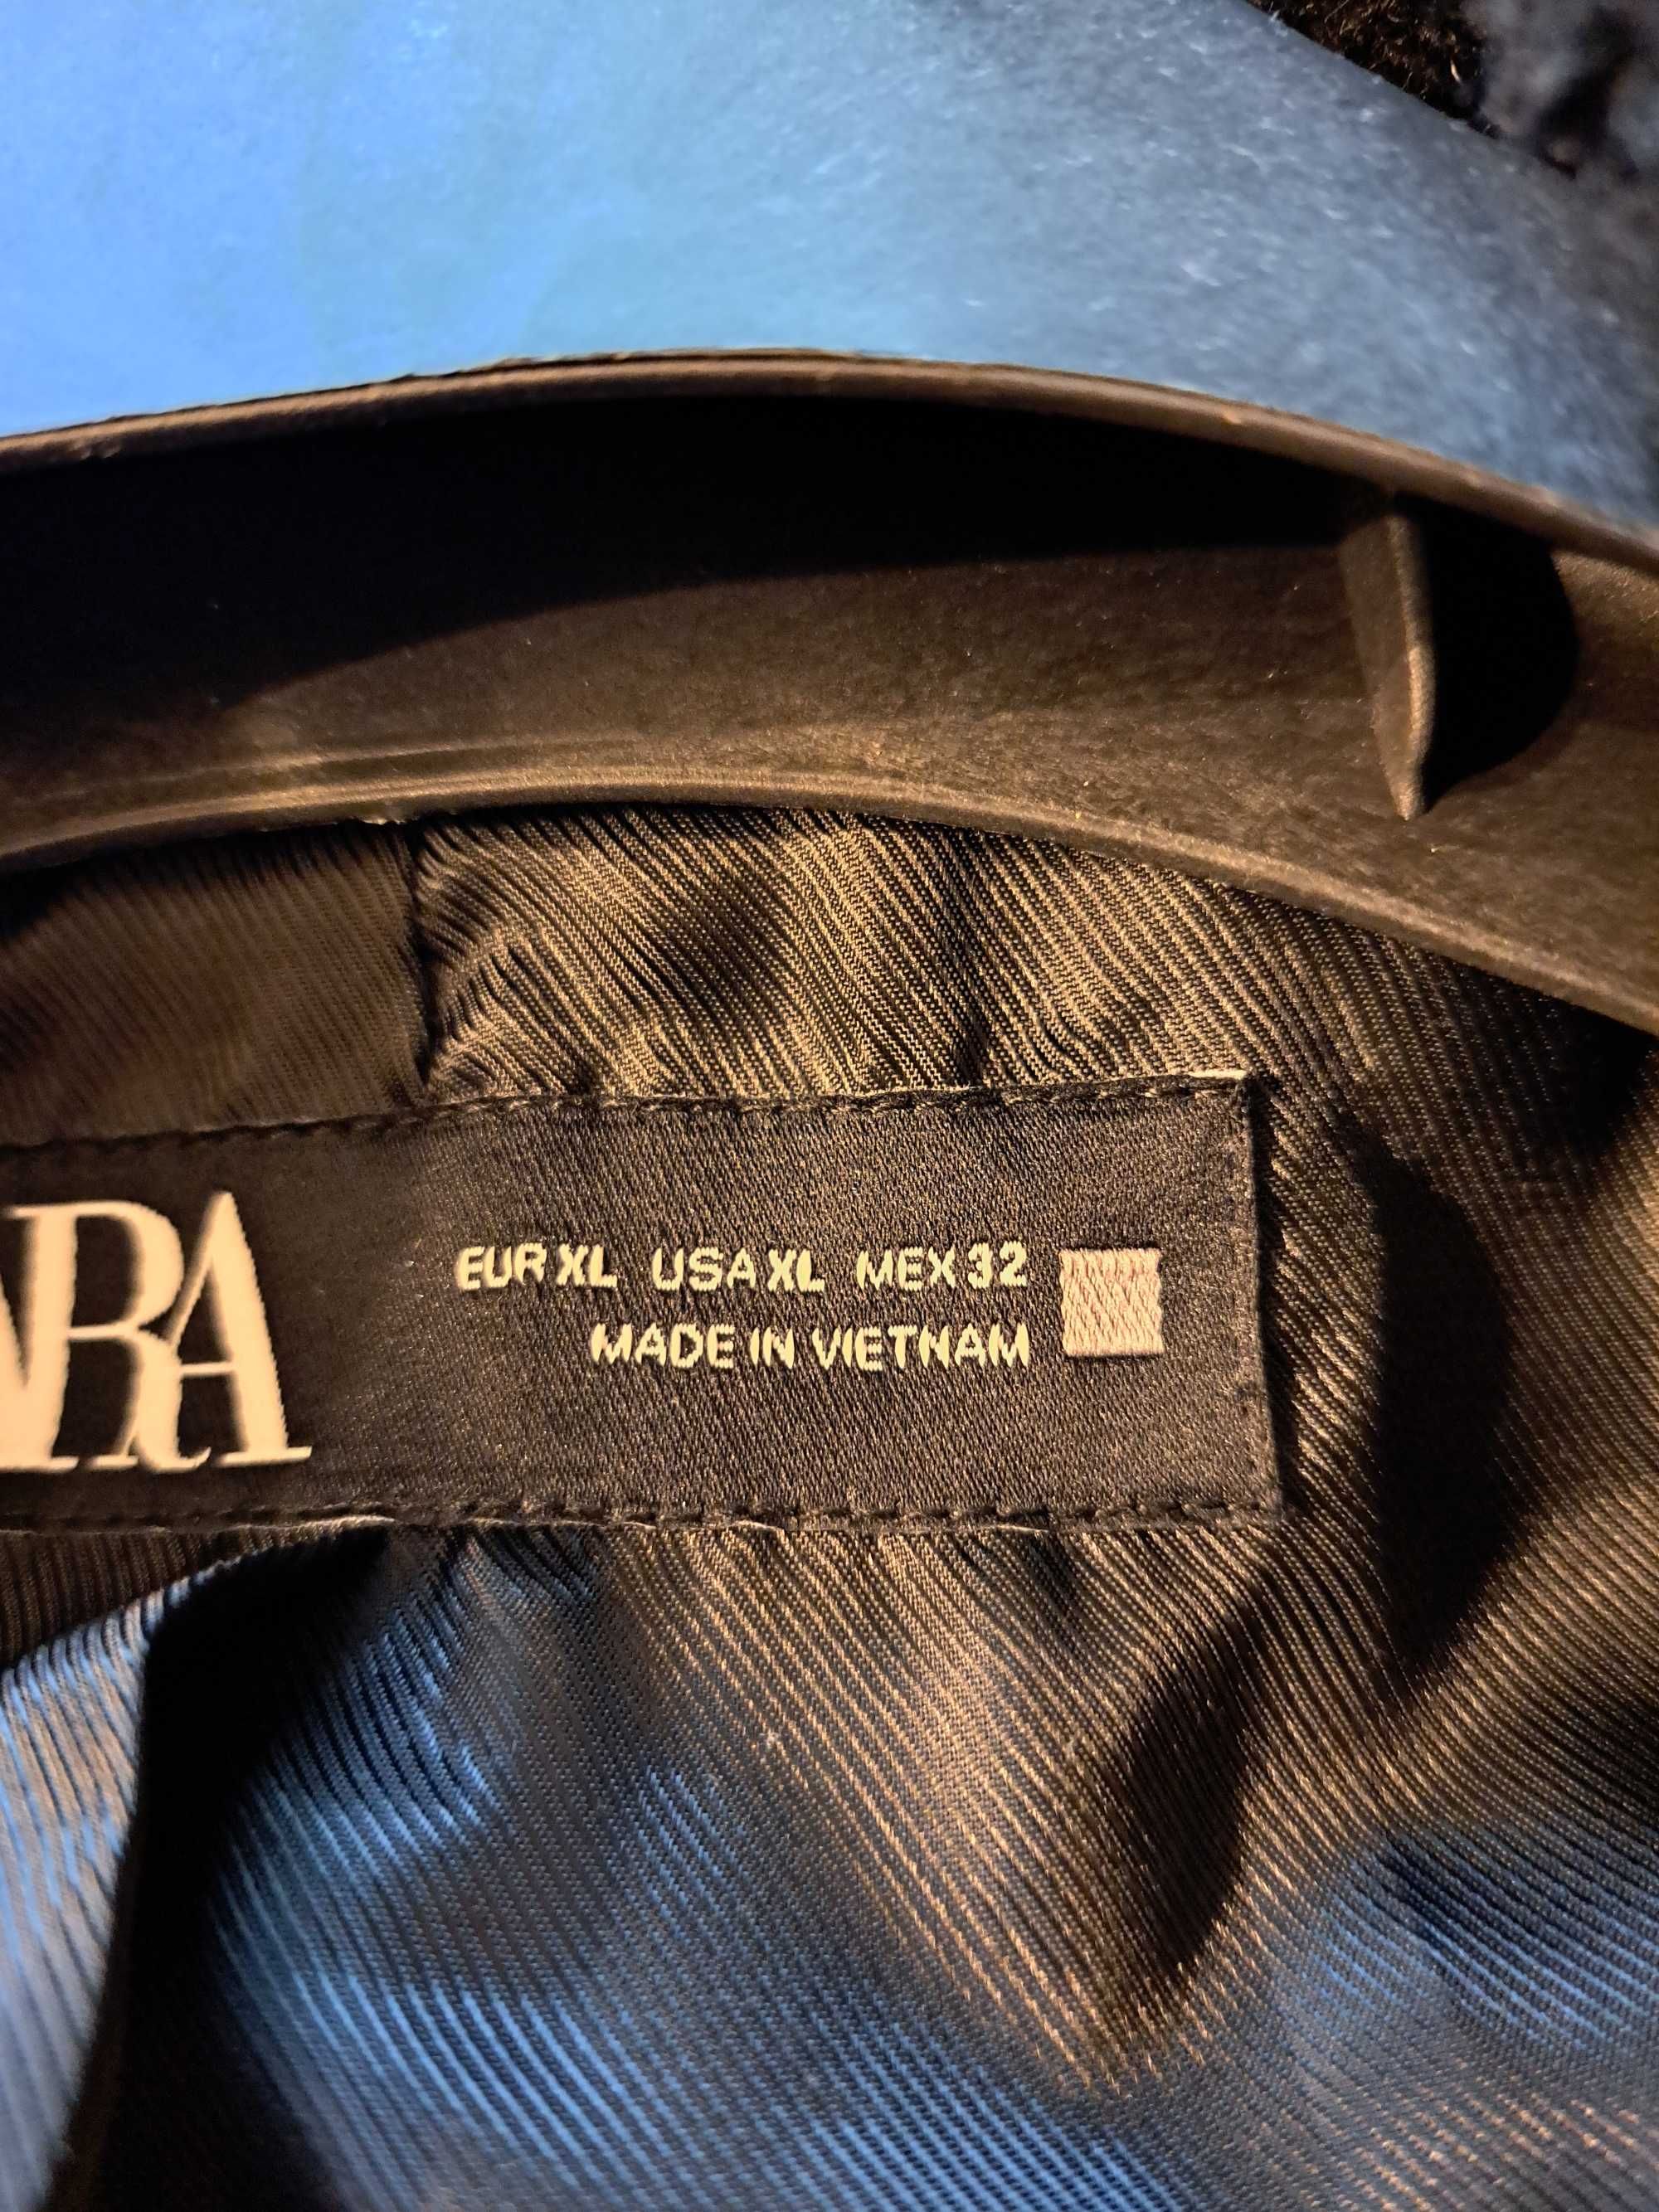 ARA
EUR XL USA XL MEX 32
MADE IN VIETNAM